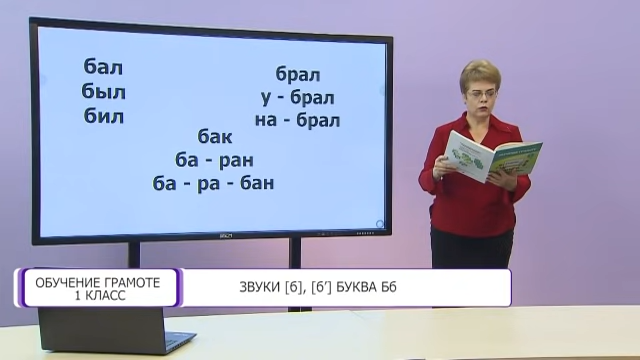 бал
был
бил
брал
у - брал
на - брал
бак
ба - ран
ба - ра - бан
ОБУЧЕНИЕ ГРАМОТЕ
1 КЛАСС
ЗВУКИ [б], [б′] БУКВА Бб